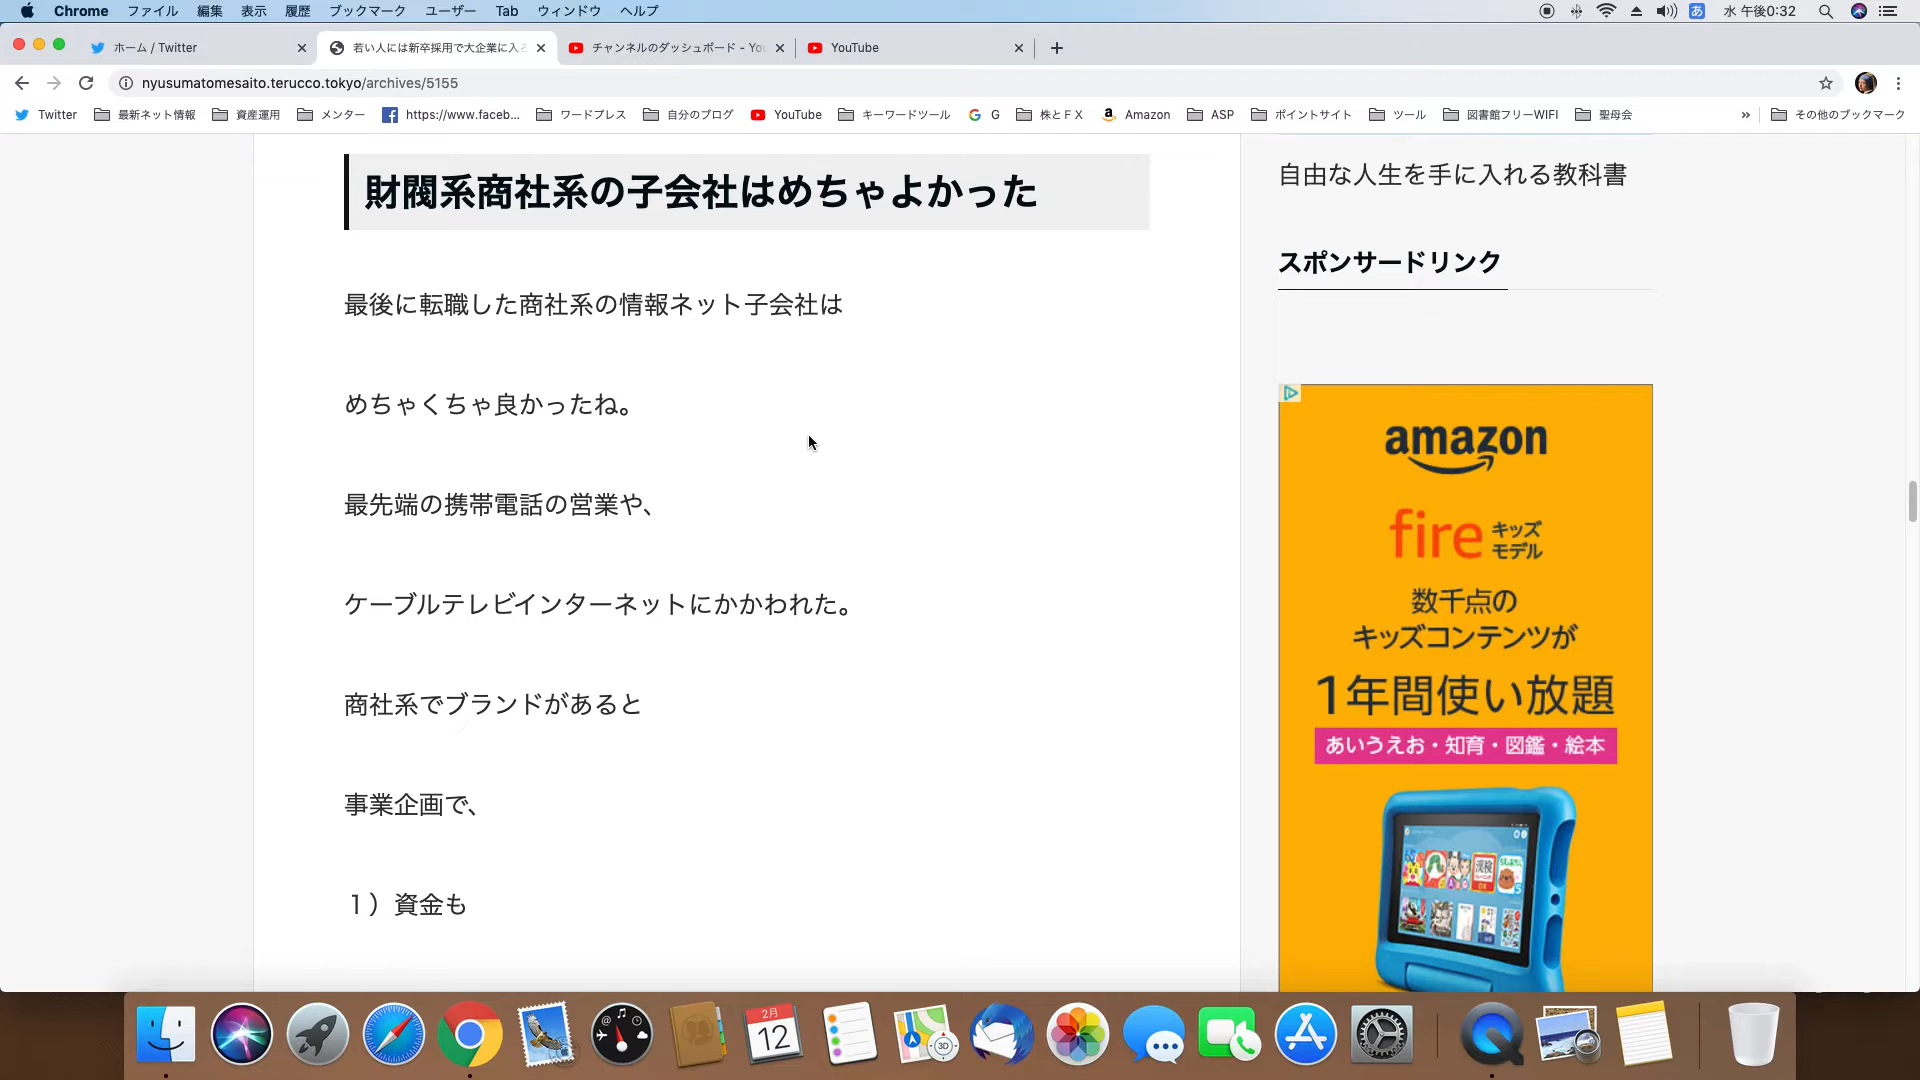 Chrome ファイル 編集 表示 履歴 ブックマーク ユーザー Tab ウィンドウ ヘルプ あ 水 午後0:32
ホーム / Twitter 若い人には新卒採用で大企業に入 チャンネルのダッシュボード - You YouTube
nyusumatomesaito.terucco.tokyo/archives/5155
Twitter 最新ネット情報 資産運用 メンター https://www.faceb... ワードプレス 自分のブログ YouTube キーワードツール G 株とＦＸ Amazon ASP ポイントサイト ツール 図書館フリーWIFI 聖母会 » その他のブックマーク
財閥系商社系の子会社はめちゃよかった
最後に転職した商社系の情報ネット子会社は
めちゃくちゃ良かったね。
最先端の携帯電話の営業や、
ケーブルテレビインターネットにかかわれた。
商社系でブランドがあると
事業企画で、
１）資金も
自由な人生を手に入れる教科書
スポンサードリンク
amazon
fire キッズ
モデル
数千点の
キッズコンテンツが
1年間使い放題
あいうえお・知育・図鑑・絵本
2月
12
3D